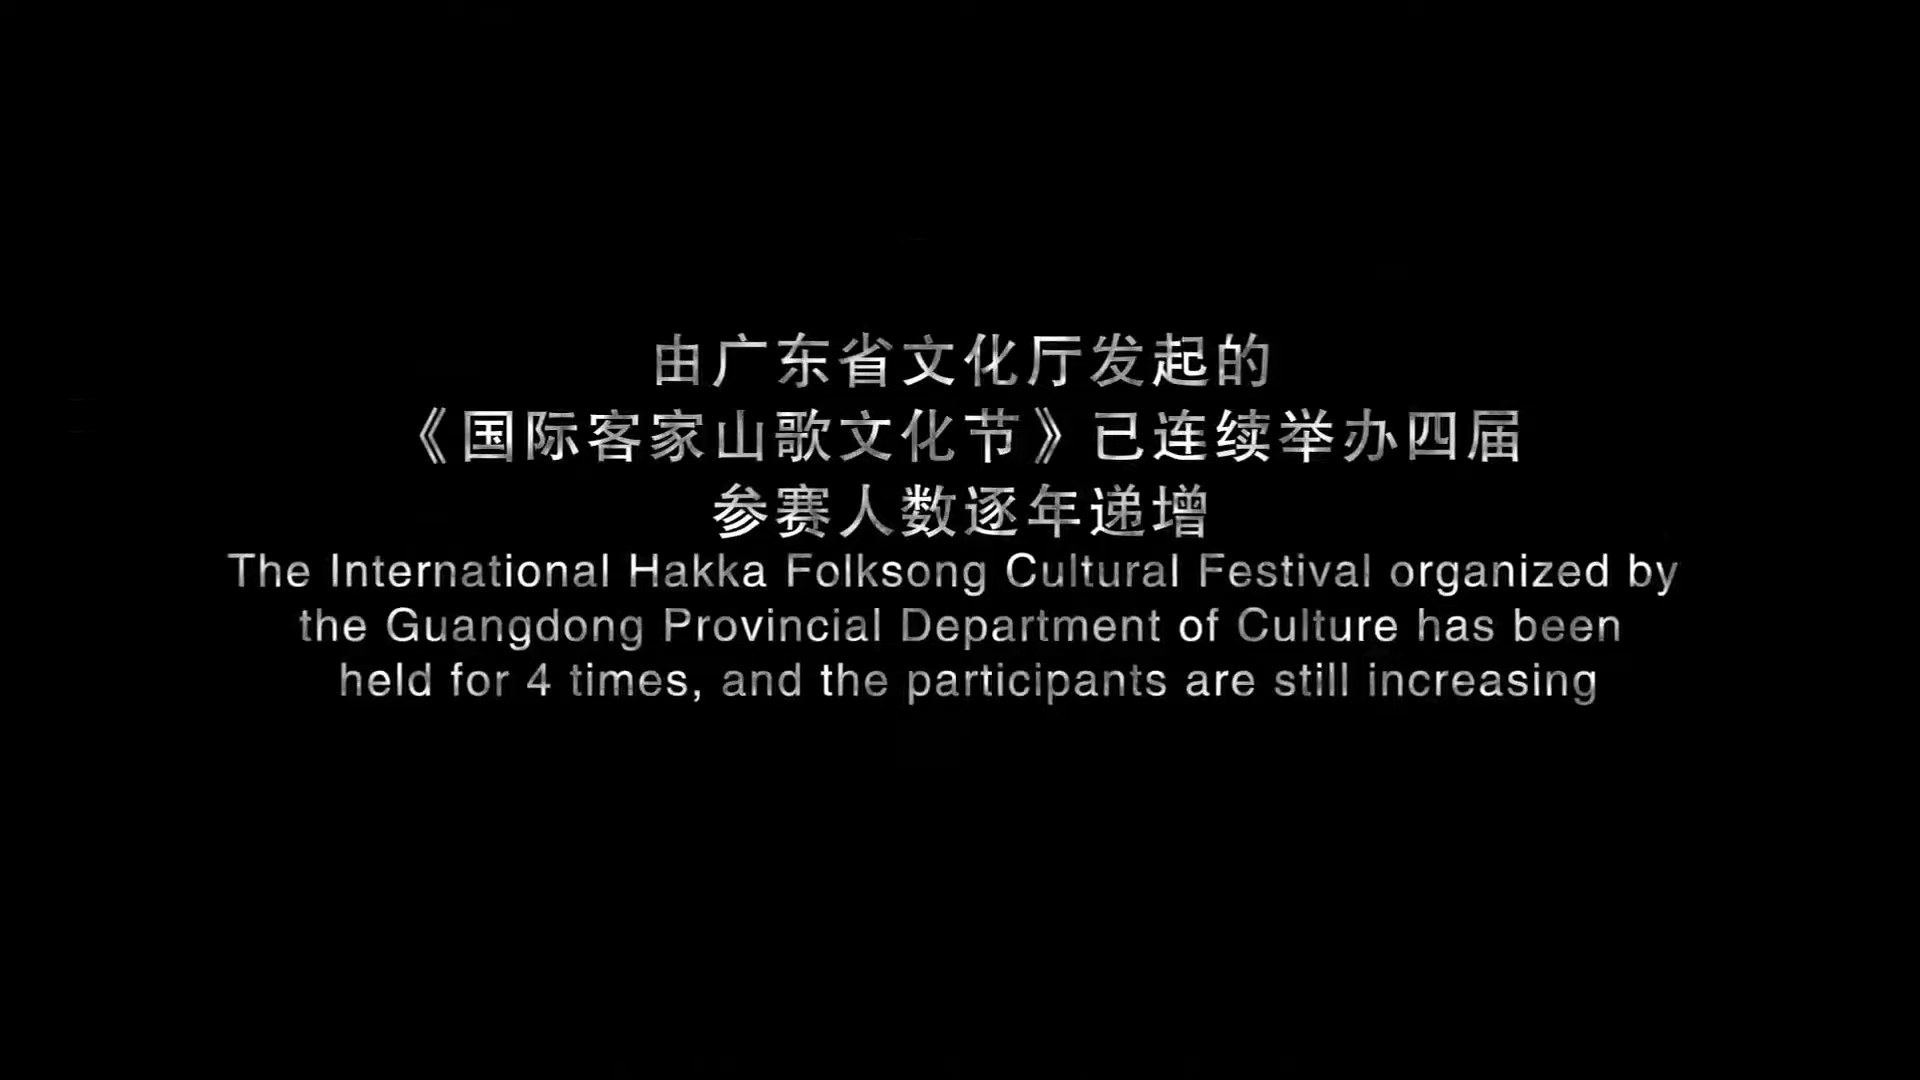 由广东省文化厅发起的
《国际客家山歌文化节》已连续举办四届
参赛人数逐年递增
The International Hakka Folksong Cultural Festival organized by
the Guangdong Provincial Department of Culture has been
held for 4 times, and the participants are still increasing